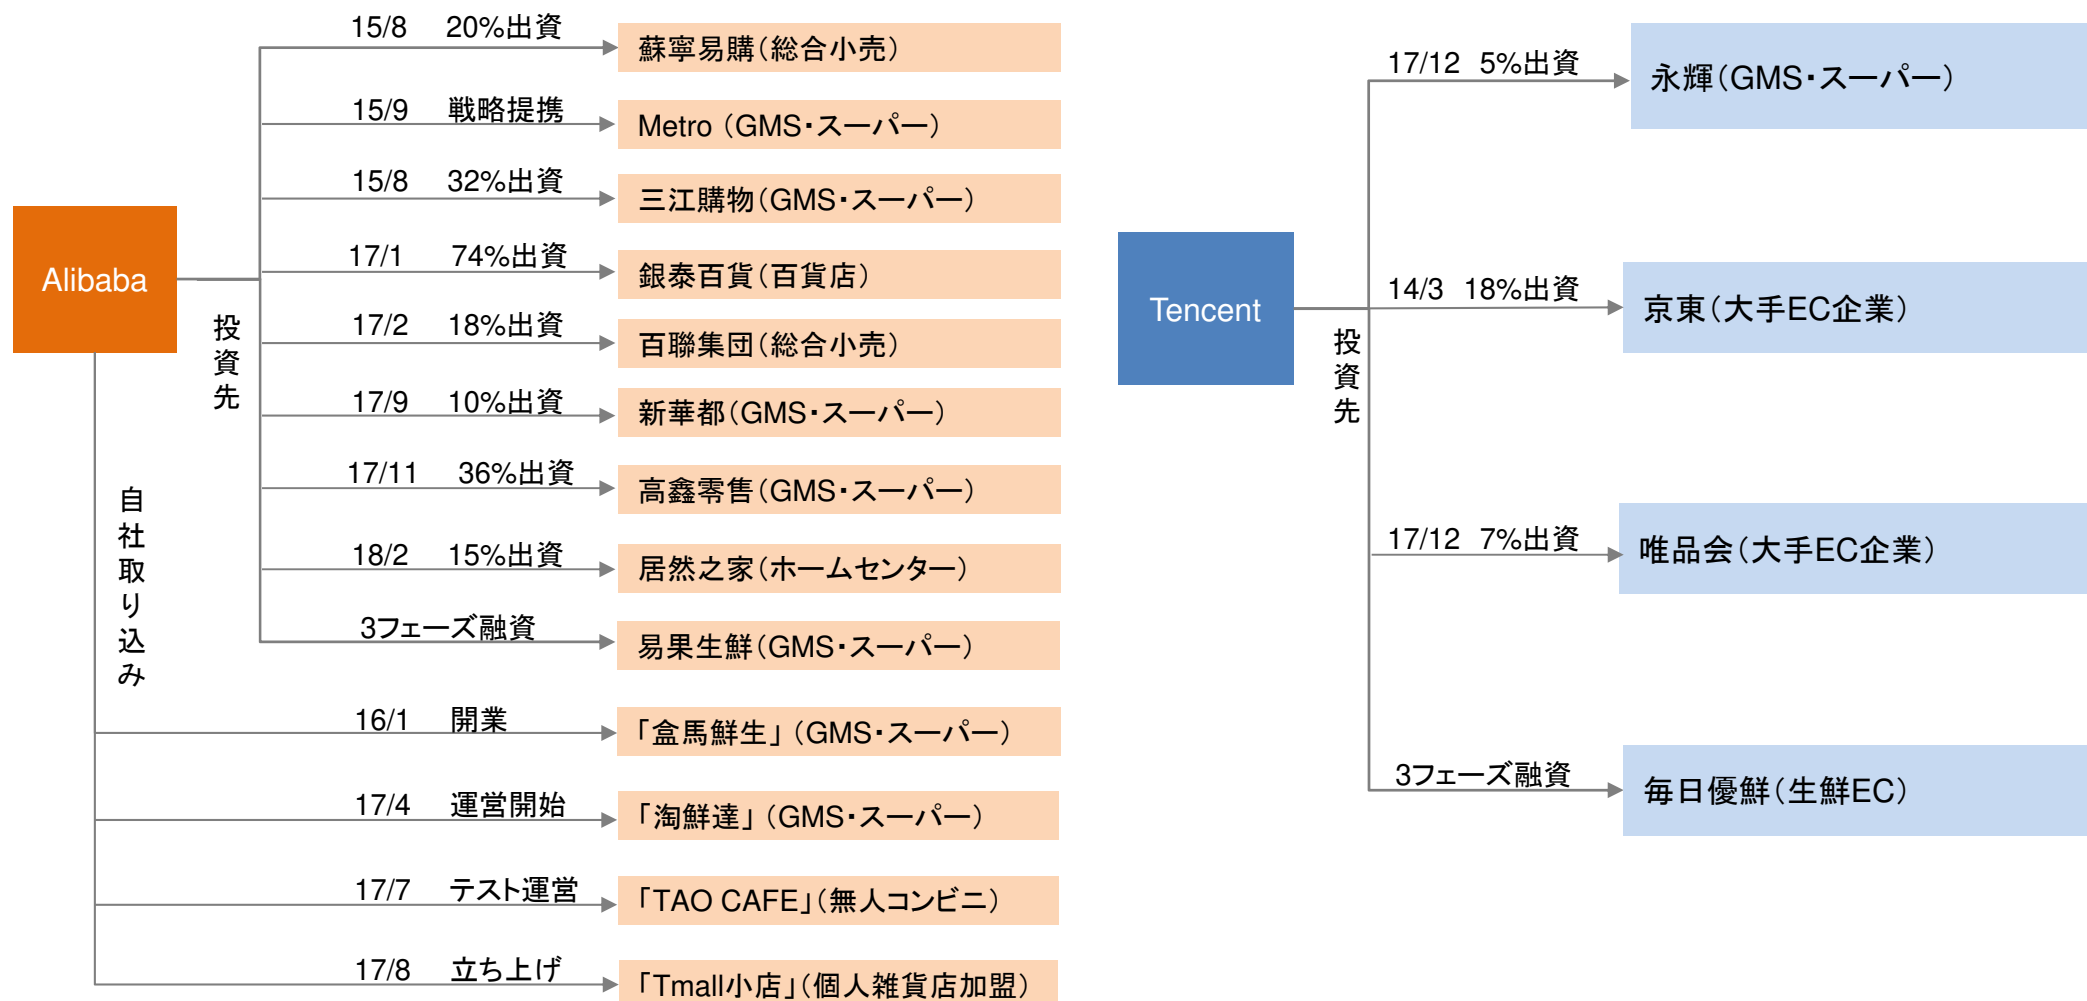 Alibaba
投資先
自社取り込み
15/8 20%出資
蘇寧易購(総合小売)
15/9 戦略提携
Metro (GMS・スーパー)
15/8 32%出資
三江購物(GMS・スーパー)
17/1 74%出資
銀泰百貨(百貨店)
17/2 18%出資
百聯集団(総合小売)
17/9 10%出資
新華都(GMS・スーパー)
17/11 36%出資
高鑫零售(GMS・スーパー)
18/2 15%出資
居然之家(ホームセンター)
3フェーズ融資
易果生鮮(GMS・スーパー)
16/1 開業
「盒馬鮮生」(GMS・スーパー)
17/4 運営開始
「淘鮮達」(GMS・スーパー)
17/7 テスト運営
「TAO CAFE」(無人コンビニ)
17/8 立ち上げ
「Tmall小店」(個人雑貨店加盟)
Tencent
投資先
17/12 5%出資
永輝(GMS・スーパー)
14/3 18%出資
京東(大手EC企業)
17/12 7%出資
唯品会(大手EC企業)
3フェーズ融資
毎日優鮮(生鮮EC)